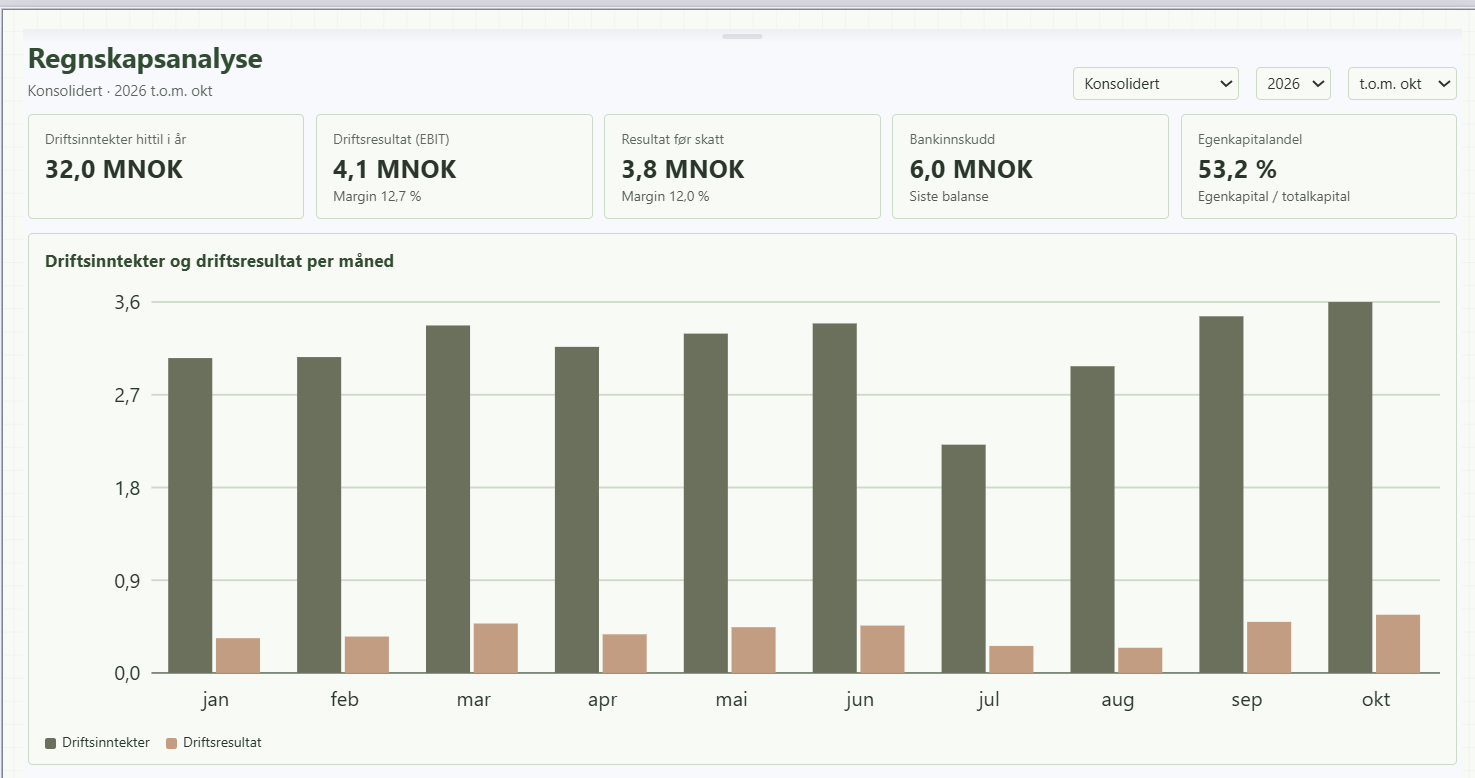 Regnskapsanalyse
Konsolidert · 2026 t.o.m. okt
Konsolidert
2026
t.o.m. okt
Driftsinntekter hittil i år
32,0 MNOK
Driftsresultat (EBIT)
4,1 MNOK
Margin 12,7 %
Resultat før skatt
3,8 MNOK
Margin 12,0 %
Bankinnskudd
6,0 MNOK
Siste balanse
Egenkapitalandel
53,2 %
Egenkapital / totalkapital
Driftsinntekter og driftsresultat per måned
3,6
2,7
1,8
0,9
0,0
jan feb mar apr mai jun jul aug sep okt
Driftsinntekter Driftsresultat